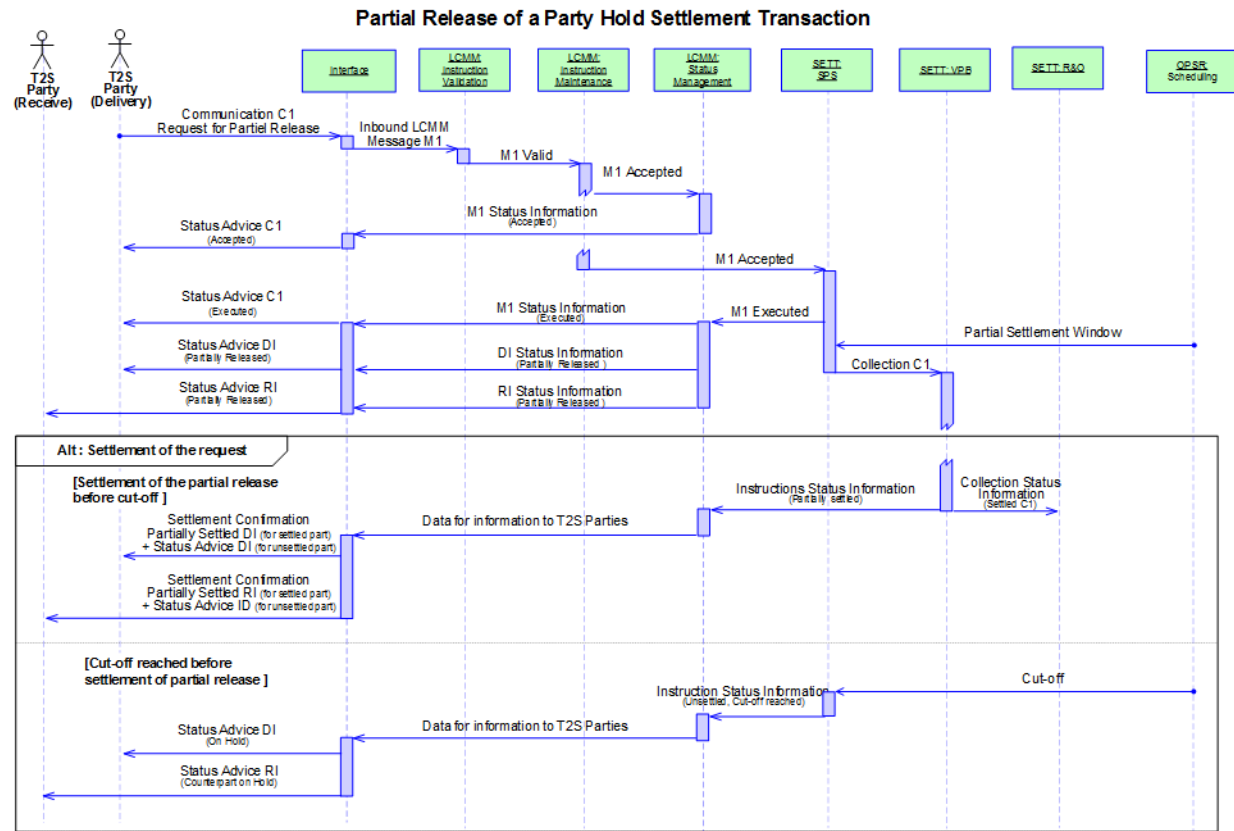 Partial Release of a Party Hold Settlement Transaction
T2S
Party
(Receive)
T2S
Party
(Delivery)
Interface
LCMM:
Instruction
Validation
LCMM:
Instruction
Maintenance
LCMM:
Status
Management
SETT:
SPS
SETT: VPB
SETT: R&O
OPSR:
Scheduling
Communication C1
Request for Partiel Release
Inbound LCMM
Message M1
M1 Valid
M1 Accepted
M1 Status Information
(Accepted)
Status Advice C1
(Accepted)
M1 Accepted
Status Advice C1
(Executed)
M1 Status Information
(Executed)
M1 Executed
Partial Settlement Window
Status Advice DI
(Partially Released)
DI Status Information
(Partially Released )
Collection C1
Status Advice RI
(Partially Released)
RI Status Information
(Partially Released )
Alt : Settlement of the request
[Settlement of the partial release
before cut-off ]
Instructions Status Information
(Partially settled)
Collection Status
Information
(Settled C1)
Data for information to T2S Parties
Settlement Confirmation
Partially Settled DI (for settled part)
+ Status Advice DI (for unsettled part)
Settlement Confirmation
Partially Settled RI (for settled part)
+ Status Advice ID (for unsettled part)
[Cut-off reached before
settlement of partial release ]
Cut-off
Instruction Status Information
(Unsettled, Cut-off reached)
Data for information to T2S Parties
Status Advice DI
(On Hold)
Status Advice RI
(Counterpart on Hold)